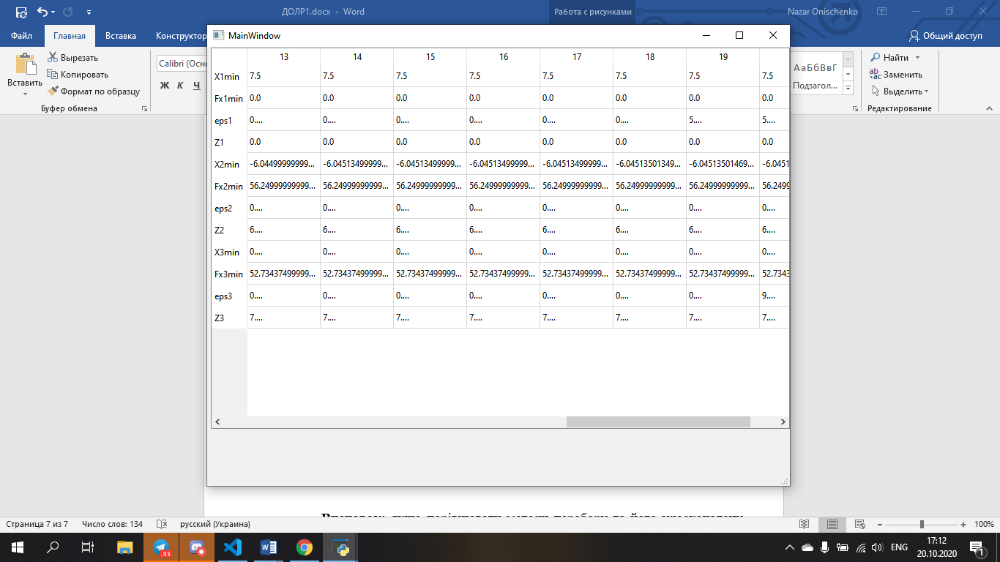 ДОЛР1.docx - Word
Работа с рисунками
Nazar Onischenko
Файл Главная Вставка Конструктор
Общий доступ
MainWindow
Вставить
Вырезать
Копировать
Формат по образцу
Буфер обмена
Calibri (Осно
Ж К Ч
АаБбВвГ
Подзагол...
Найти
Заменить
Выделить
Редактирование
13 14 15 16 17 18 19
X1min 7.5 7.5 7.5 7.5 7.5 7.5 7.5 7.5
Fx1min 0.0 0.0 0.0 0.0 0.0 0.0 0.0 0.0
eps1 0.... 0.... 0.... 0.... 0.... 0.... 5.... 5....
Z1 0.0 0.0 0.0 0.0 0.0 0.0 0.0 0.0
X2min -6.04499999999... -6.04513499999... -6.04513499999... -6.04513499999... -6.04513499999... -6.04513501349... -6.04513501469... -6.0451
Fx2min 56.24999999999... 56.24999999999... 56.24999999999... 56.24999999999... 56.24999999999... 56.24999999999... 56.24999999999... 56.2499
eps2 0.... 0.... 0.... 0.... 0.... 0.... 0.... 0....
Z2 6.... 6.... 6.... 6.... 6.... 6.... 6.... 6....
X3min 0.... 0.... 0.... 0.... 0.... 0.... 0.... 0....
Fx3min 52.73437499999... 52.73437499999... 52.73437499999... 52.73437499999... 52.73437499999... 52.73437499999... 52.73437499999... 52.7343
eps3 0.... 0.... 0.... 0.... 0.... 0.... 0.... 9....
Z3 7.... 7.... 7.... 7.... 7.... 7.... 7.... 7....
Страница 7 из 7 Число слов: 134 русский (Украина)
100%
95
ENG
17:12
20.10.2020
1